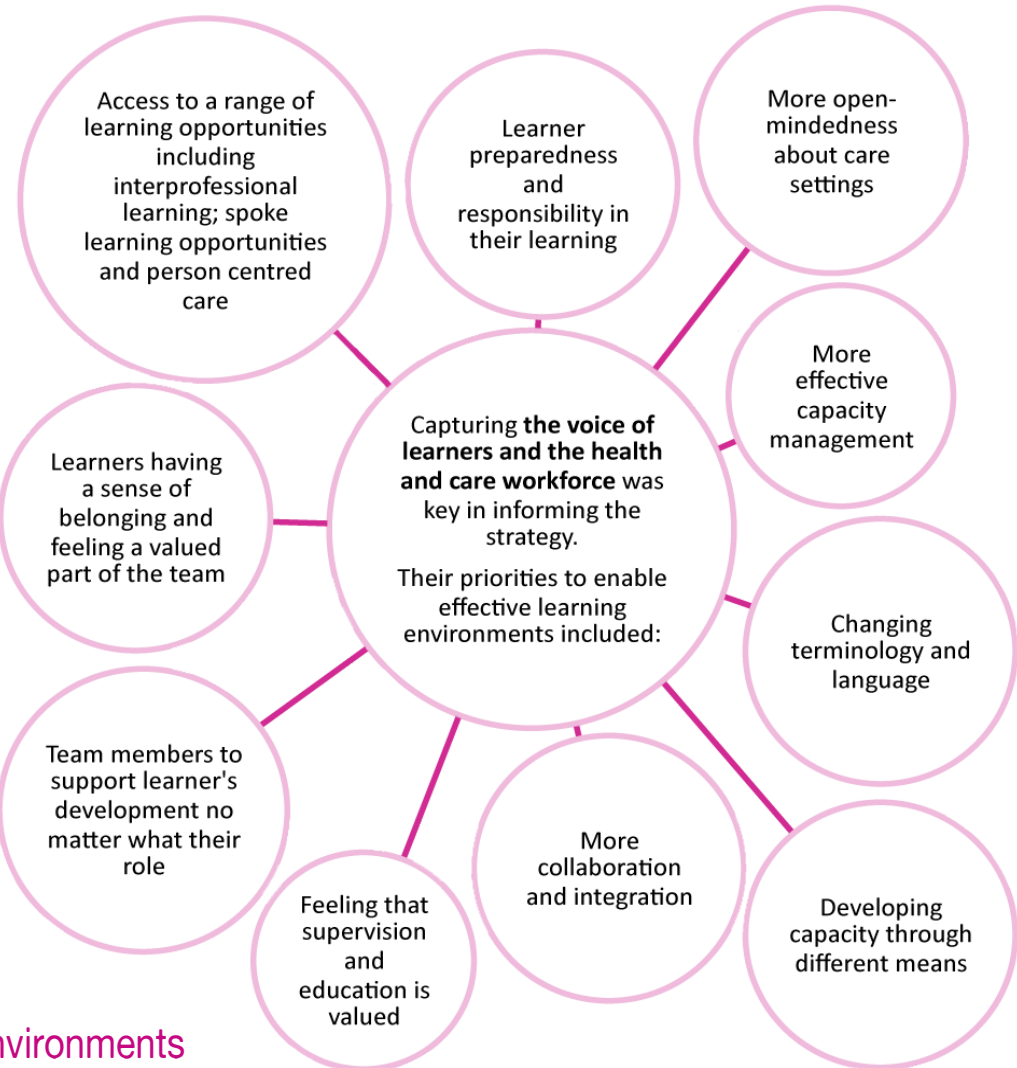 Access to a range of
learning opportunities
including
interprofessional
learning; spoke
learning opportunities
and person centred
care
Learner
preparedness
and
responsibility in
their learning
More open-
mindedness
about care
settings
More
effective
capacity
management
Capturing the voice of
learners and the health
and care workforce was
key in informing the
strategy.
Their priorities to enable
effective learning
environments included:
Learners having
a sense of
belonging and
feeling a valued
part of the team
Changing
terminology and
language
Team members to
support learner's
development no
matter what their
role
More
collaboration
and integration
Feeling that
supervision
and
education is
valued
Developing
capacity through
different means
nvironments